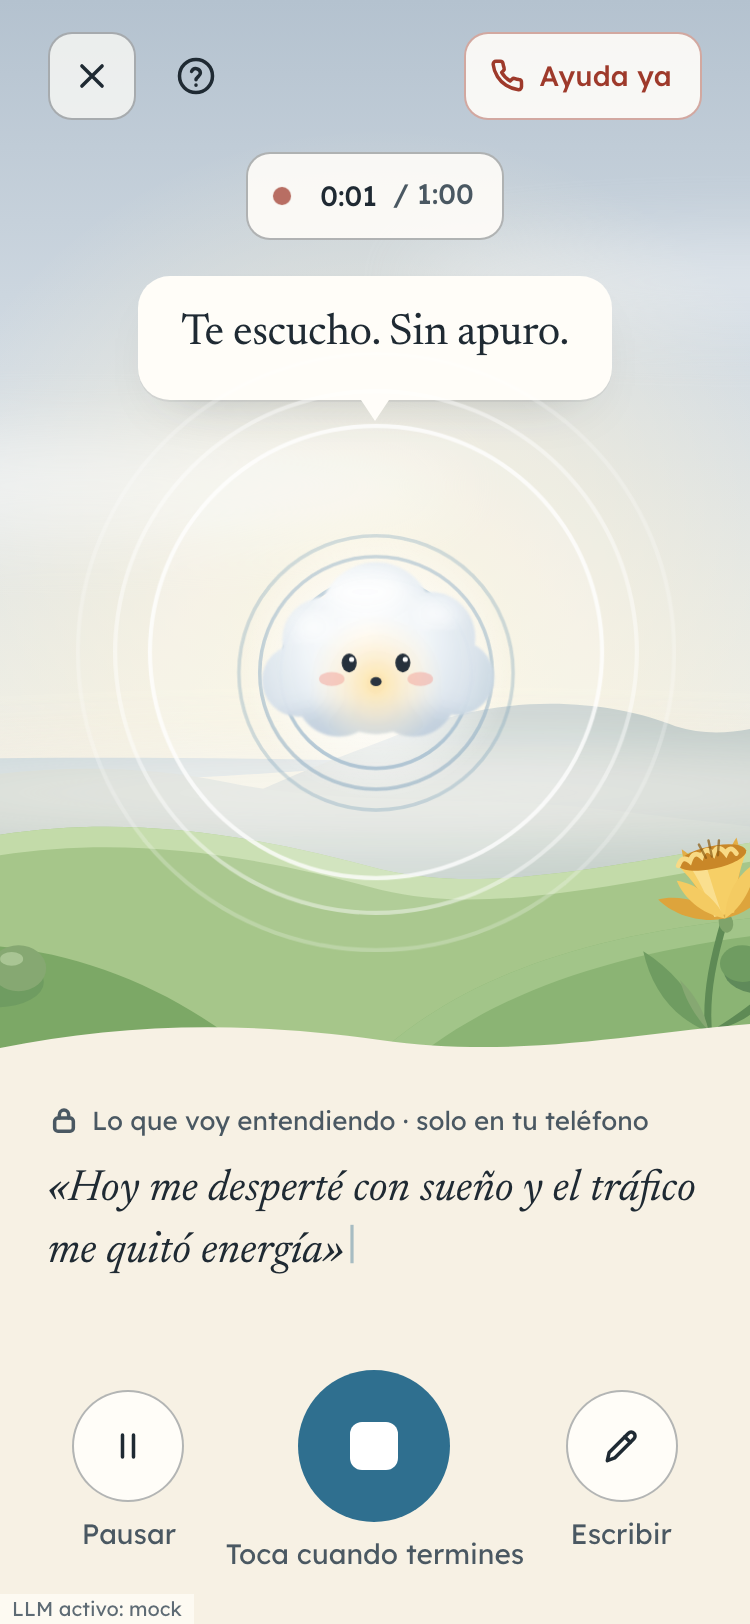 Ayuda ya
0:01 / 1:00
Te escucho. Sin apuro.
Lo que voy entendiendo · solo en tu teléfono
«Hoy me desperté con sueño y el tráfico
me quitó energía»
Pausar
Toca cuando termines
Escribir
LLM activo: mock